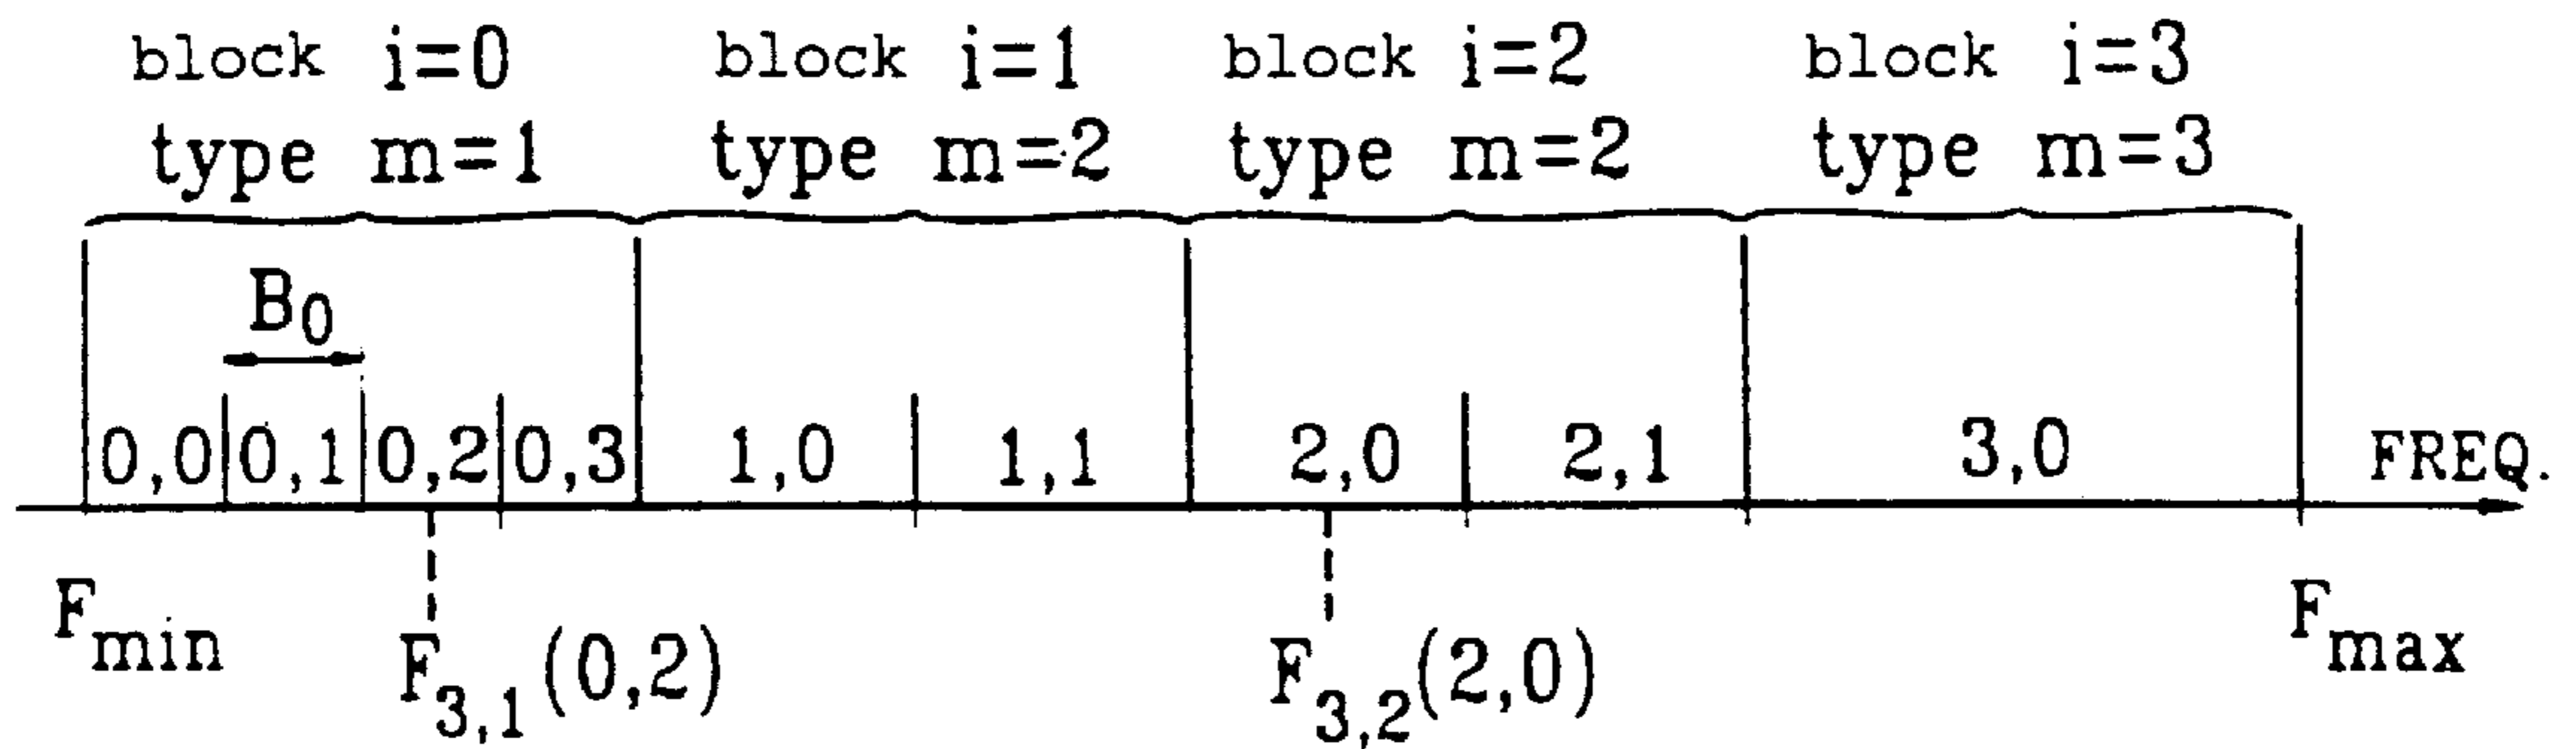 block i=0 block i=1 block i=2 block i=3
type m=1 type m=2 type m=2 type m=3
B0
0,0 0,1 0,2 0,3 1,0 1,1 2,0 2,1 3,0 FREQ.
Fmin F3,1(0,2) F3,2(2,0) Fmax